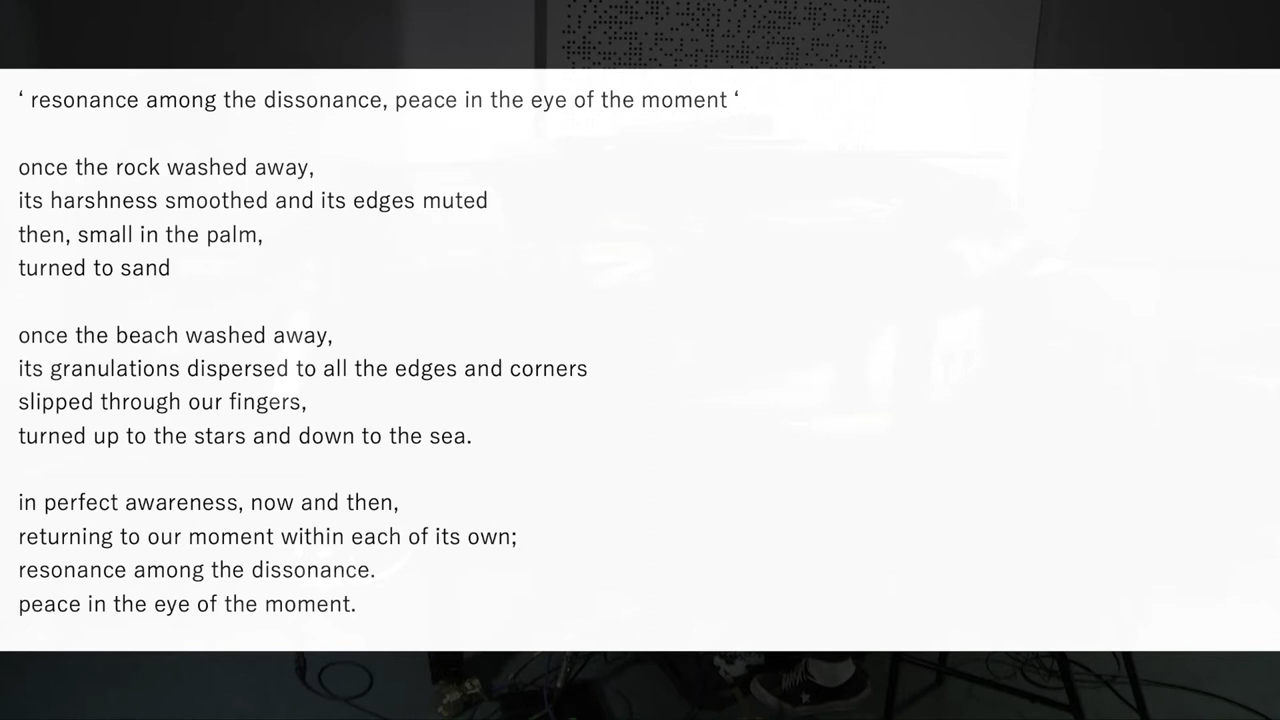 ‘ resonance among the dissonance, peace in the eye of the moment ‘
once the rock washed away,
its harshness smoothed and its edges muted
then, small in the palm,
turned to sand
once the beach washed away,
its granulations dispersed to all the edges and corners
slipped through our fingers,
turned up to the stars and down to the sea.
in perfect awareness, now and then,
returning to our moment within each of its own;
resonance among the dissonance.
peace in the eye of the moment.